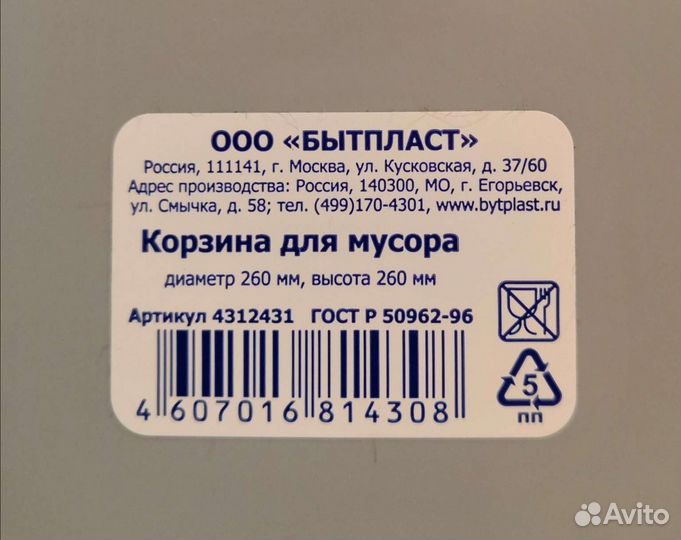 ООО «БЫТПЛАСТ»
Россия, 111141, г. Москва, ул. Кусковская, д. 37/60
Адрес производства: Россия, 140300, МО, г. Егорьевск,
ул. Смычка, д. 58; тел. (499)170-4301, www.bytplast.ru
Корзина для мусора
диаметр 260 мм, высота 260 мм
Артикул 4312431 ГОСТ Р 50962-96
4 607016 814308
5
ПП
Avito